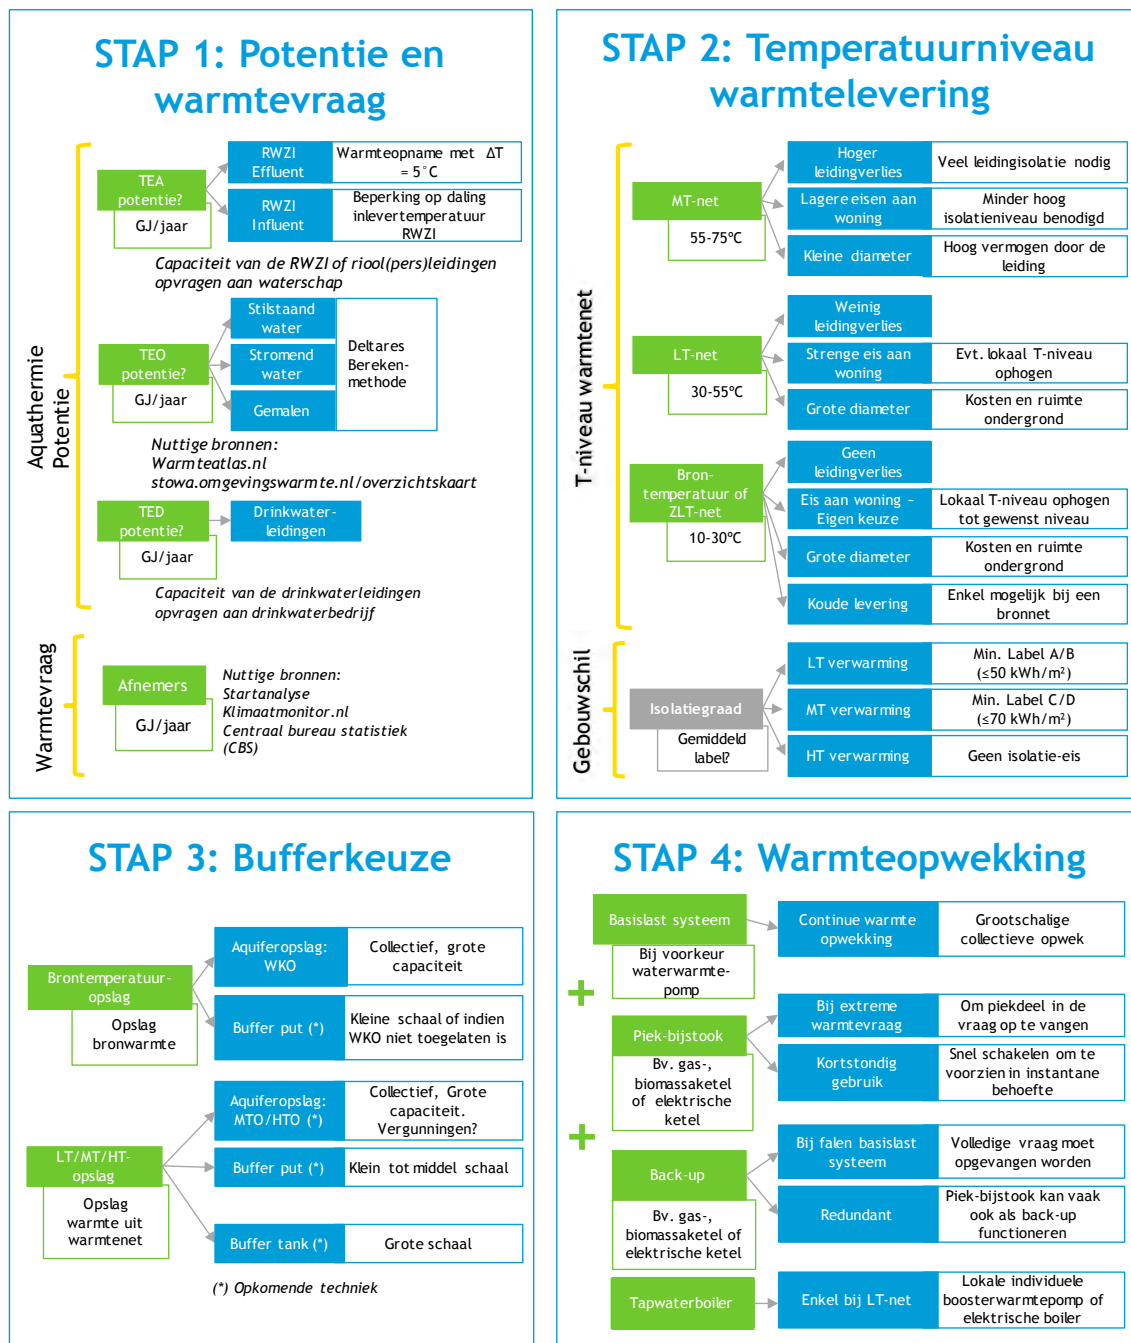 STAP 1: Potentie en
warmtevraag
Aquathermie
Potentie
TEA
potentie?
GJ/jaar
RWZI
Effluent
Warmteopname met ΔT
= 5°C
RWZI
Influent
Beperking op daling
inlevertemperatuur
RWZI
Capaciteit van de RWZI of riool(pers)leidingen
opvragen aan waterschap
TEO
potentie?
GJ/jaar
Stilstaand
water
Stromend
water
Gemalen
Deltares
Bereken-
methode
Nuttige bronnen:
Warmteatlas.nl
stowa.omgevingswarmte.nl/overzichtskaart
TED
potentie?
GJ/jaar
Drinkwater-
leidingen
Capaciteit van de drinkwaterleidingen
opvragen aan drinkwaterbedrijf
Warmtevraag
Afnemers
GJ/jaar
Nuttige bronnen:
Startanalyse
Klimaatmonitor.nl
Centraal bureau statistiek
(CBS)
STAP 2: Temperatuurniveau
warmtelevering
T-niveau warmtenet
MT-net
55-75°C
Hoger
leidingverlies
Veel leidingisolatie nodig
Lagere eisen aan
woning
Minder hoog
isolatieniveau benodigd
Kleine diameter
Hoog vermogen door de
leiding
LT-net
30-55°C
Weinig
leidingverlies
Strenge eis aan
woning
Evt. lokaal T-niveau
ophogen
Grote diameter
Kosten en ruimte
ondergrond
Bron-
temperatuur of
ZLT-net
10-30°C
Geen
leidingverlies
Eis aan woning –
Eigen keuze
Lokaal T-niveau ophogen
tot gewenst niveau
Grote diameter
Kosten en ruimte
ondergrond
Koude levering
Enkel mogelijk bij een
bronnet
Gebouwschil
Isolatiegraad
Gemiddeld
label?
LT verwarming
Min. Label A/B
(≤50 kWh/m²)
MT verwarming
Min. Label C/D
(≤70 kWh/m²)
HT verwarming
Geen isolatie-eis
STAP 3: Bufferkeuze
Brontemperatuur-
opslag
Opslag
bronwarmte
Aquiferopslag:
WKO
Collectief, grote
capaciteit
Buffer put (*)
Kleine schaal of indien
WKO niet toegelaten is
LT/MT/HT-
opslag
Opslag
warmte uit
warmtenet
Aquiferopslag:
MTO/HTO (*)
Collectief, Grote
capaciteit.
Vergunningen?
Buffer put (*)
Klein tot middel schaal
Buffer tank (*)
Grote schaal
(*) Opkomende techniek
STAP 4: Warmteopwekking
Basislast systeem
Bij voorkeur
waterwarmte-
pomp
Continue warmte
opwekking
Grootschalige
collectieve opwek
+
Piek-bijstook
Bv. gas-,
biomassaketel
of elektrische
ketel
Bij extreme
warmtevraag
Om piekdeel in de
vraag op te vangen
Kortstondig
gebruik
Snel schakelen om te
voorzien in instantane
behoefte
+
Back-up
Bv. gas-,
biomassaketel of
elektrische ketel
Bij falen basislast
systeem
Volledige vraag moet
opgevangen worden
Redundant
Piek-bijstook kan vaak
ook als back-up
functioneren
Tapwaterboiler
Enkel bij LT-net
Lokale individuele
boosterwarmtepomp of
elektrische boiler